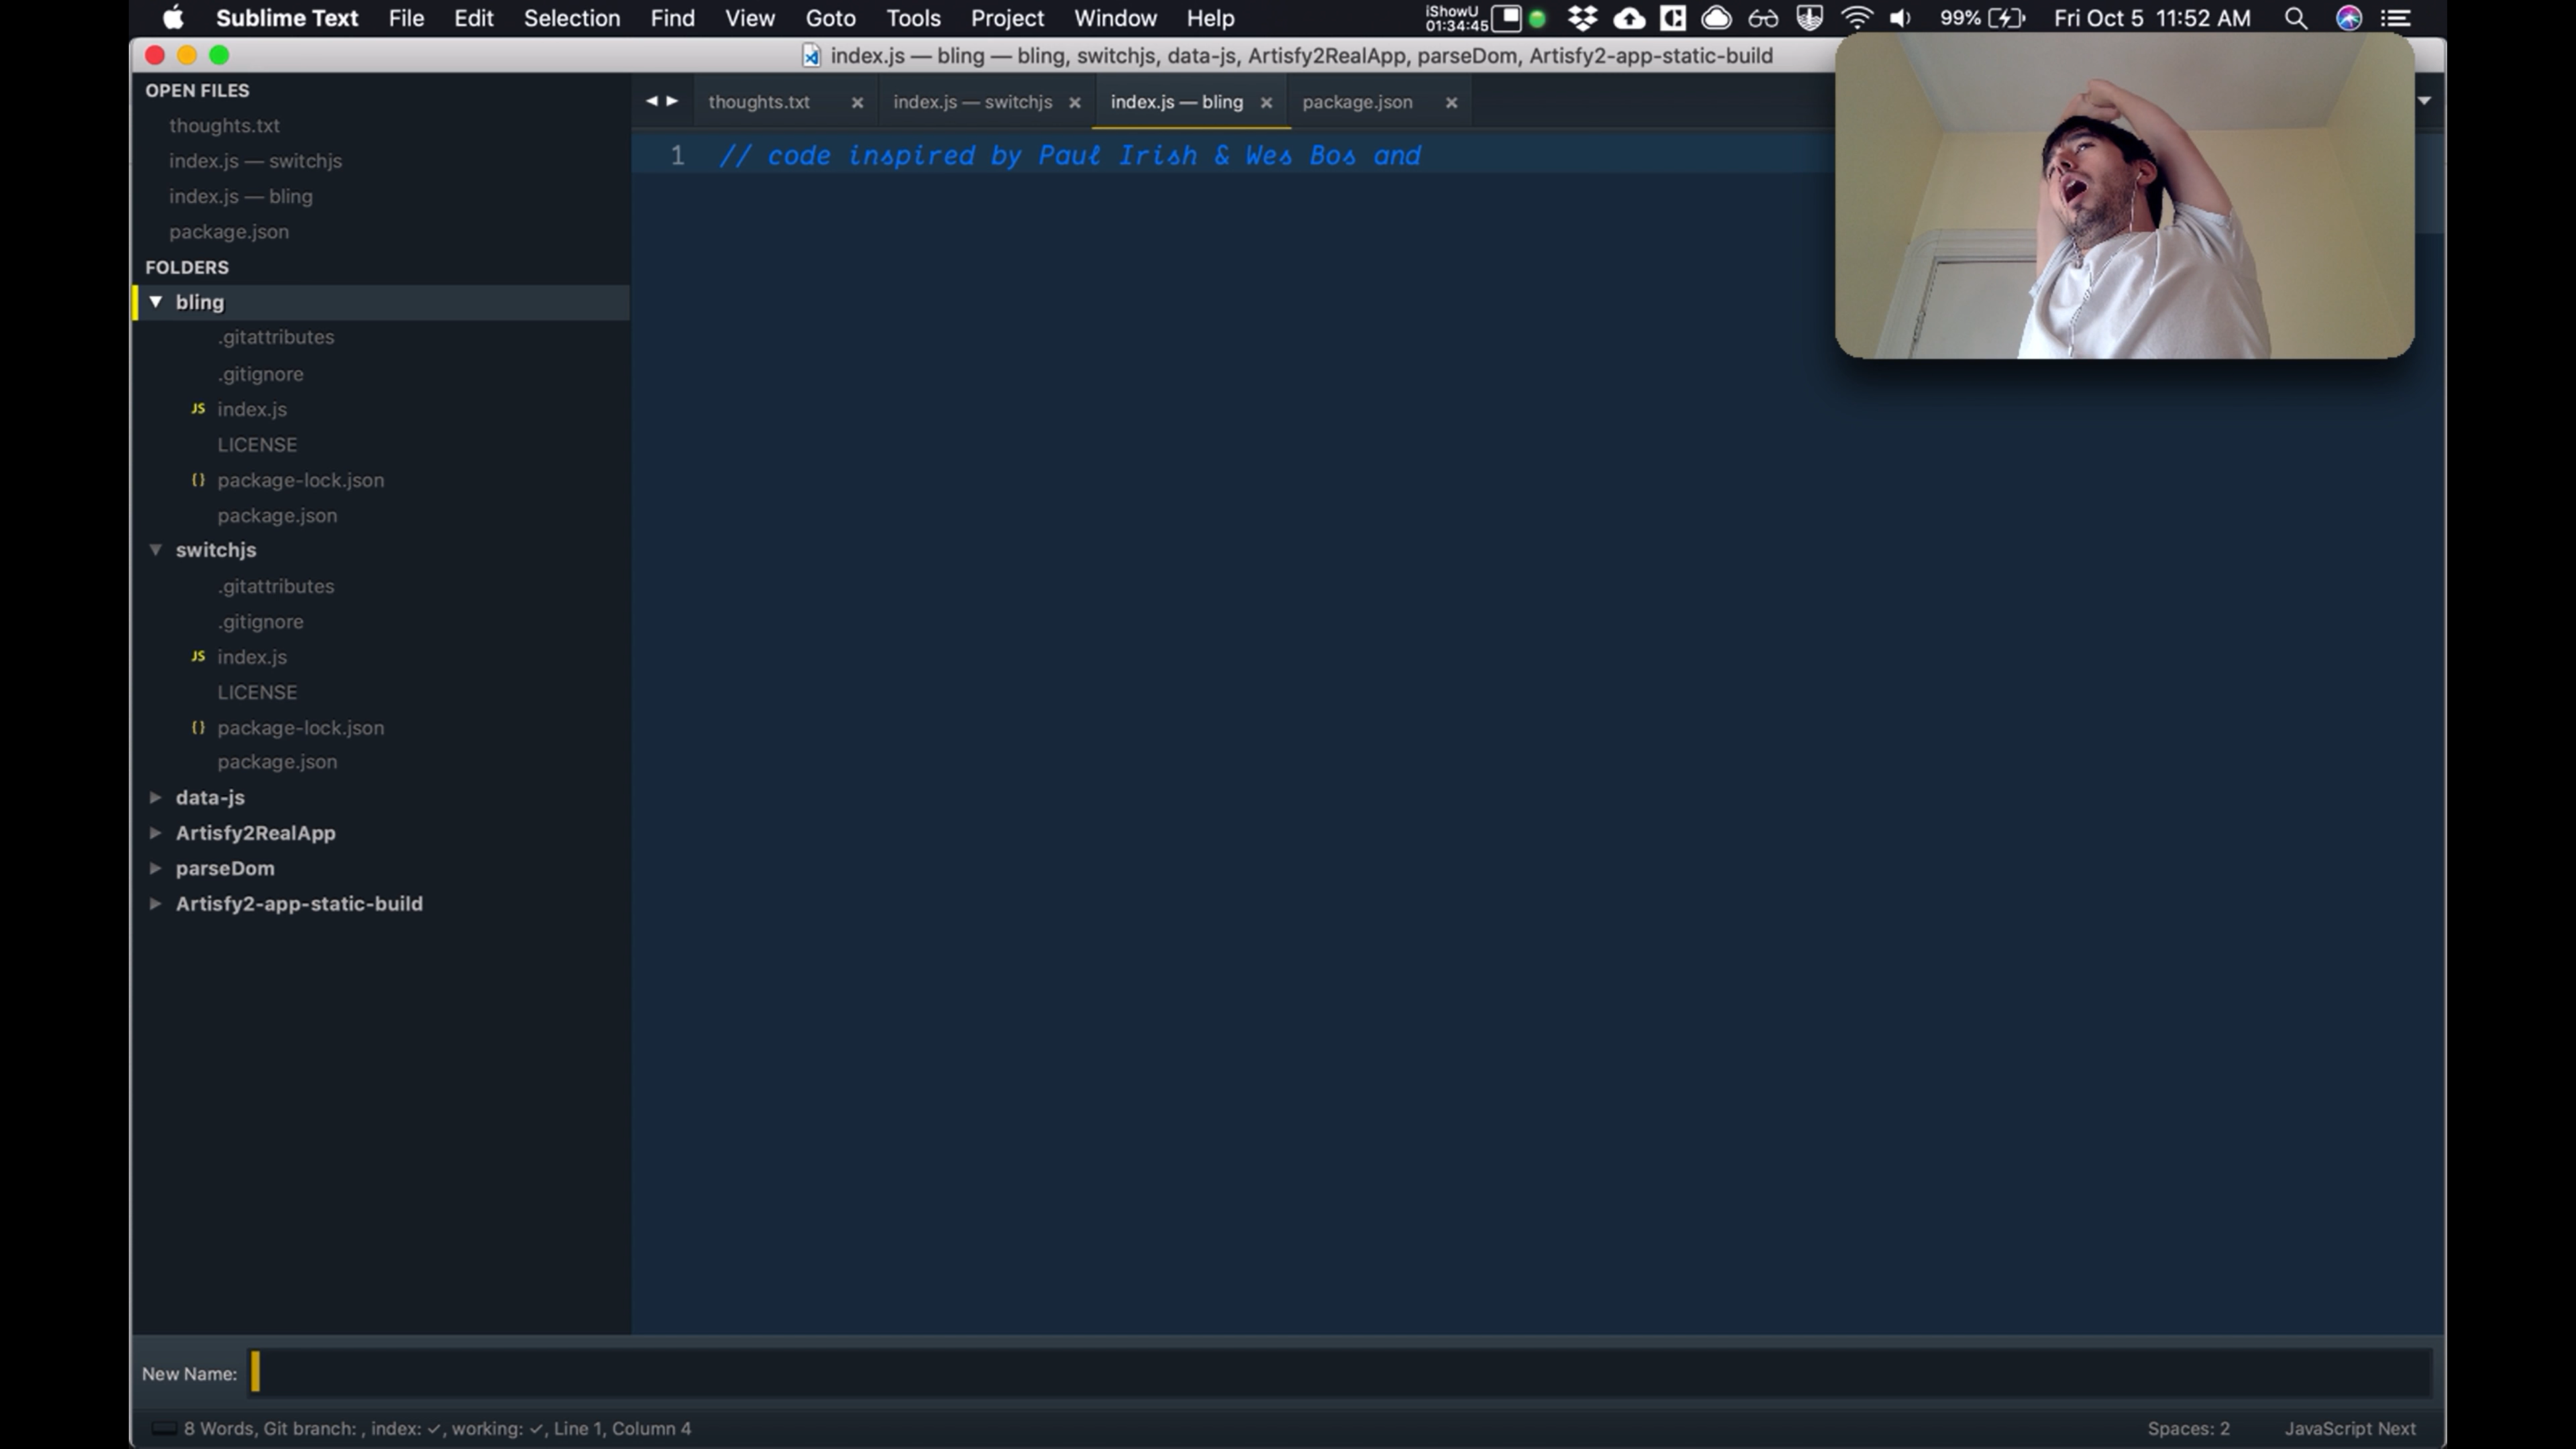 Sublime Text File Edit Selection Find View Goto Tools Project Window Help iShowU 01:34:45 99% Fri Oct 5 11:52 AM
index.js — bling — bling, switchjs, data-js, Artisfy2RealApp, parseDom, Artisfy2-app-static-build
OPEN FILES
thoughts.txt
index.js — switchjs
index.js — bling
package.json
FOLDERS
bling
.gitattributes
.gitignore
JS index.js
LICENSE
{} package-lock.json
package.json
switchjs
.gitattributes
.gitignore
JS index.js
LICENSE
{} package-lock.json
package.json
data-js
Artisfy2RealApp
parseDom
Artisfy2-app-static-build
thoughts.txt × index.js — switchjs × index.js — bling × package.json ×
1 // code inspired by Paul Irish & Wes Bos and
New Name:
8 Words, Git branch: , index: ✓, working: ✓, Line 1, Column 4 Spaces: 2 JavaScript Next